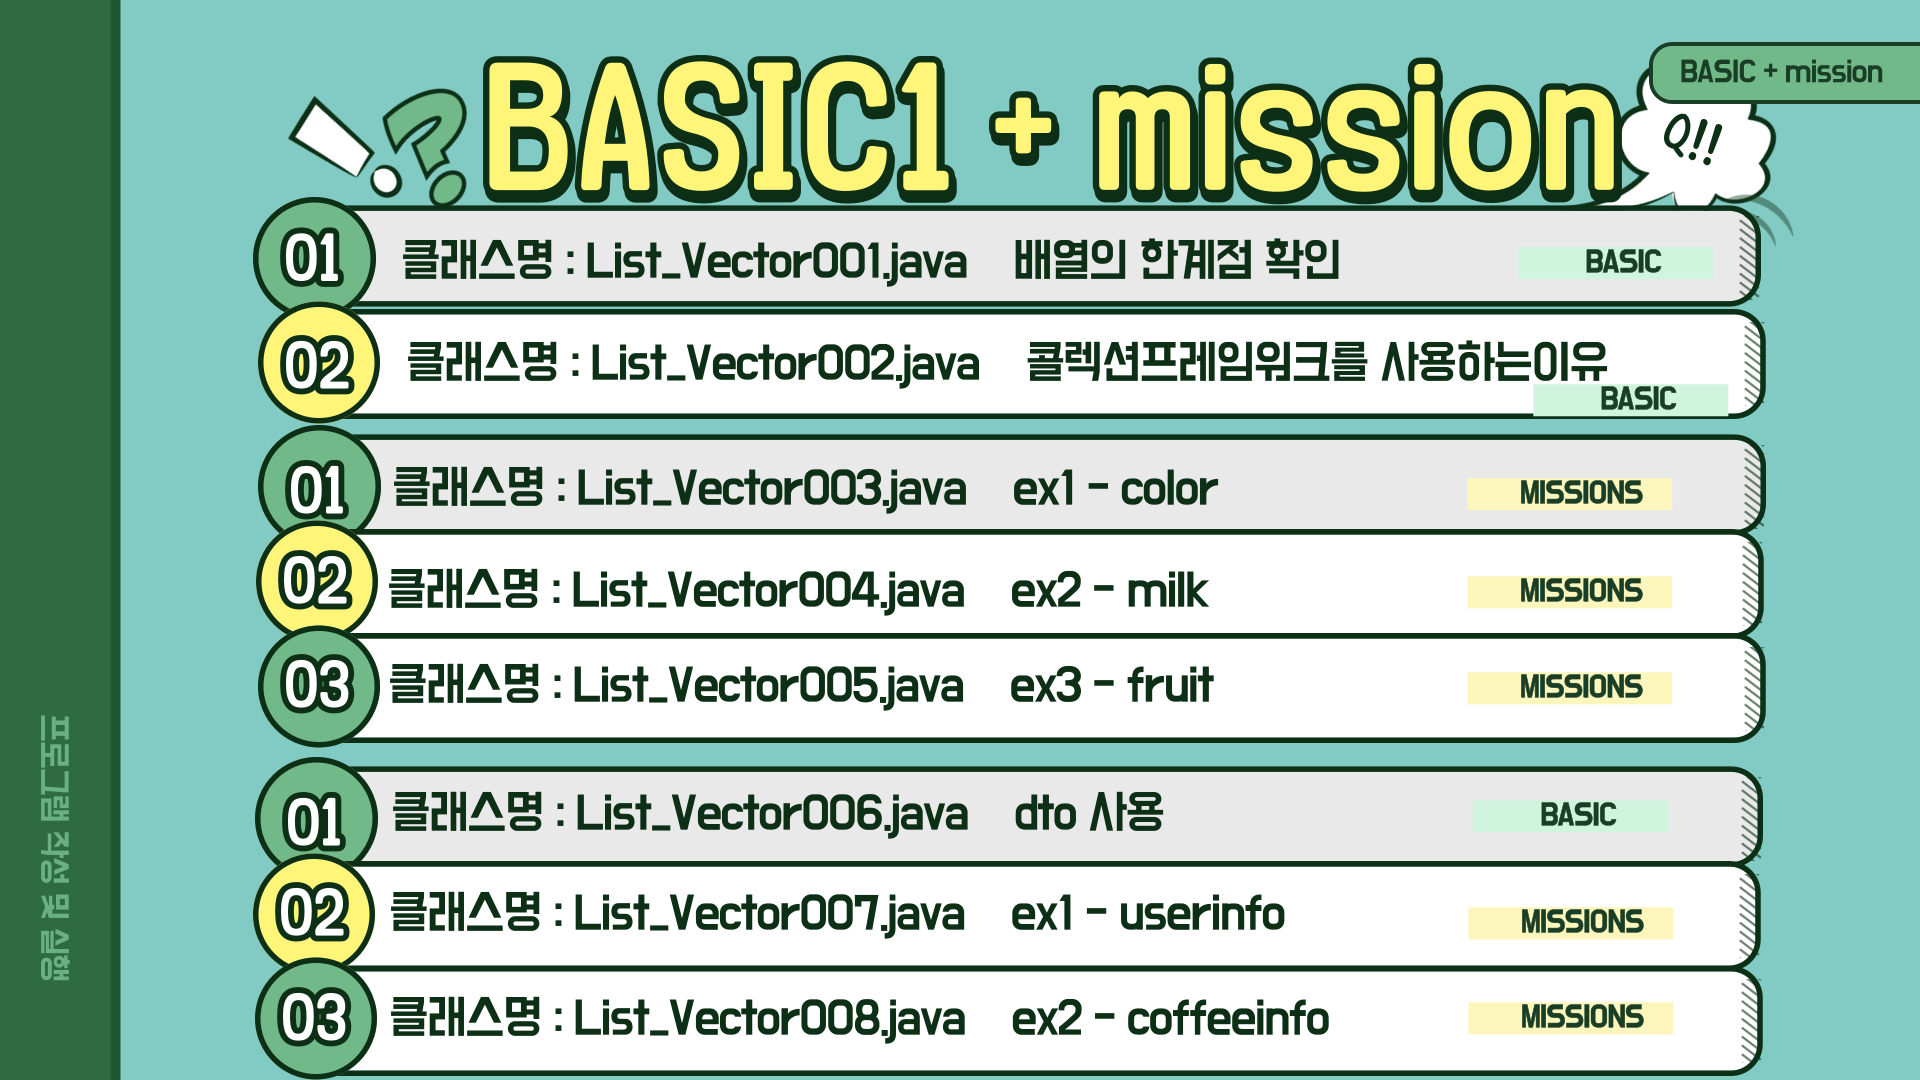 BASIC + mission
BASIC1 + mission
Q!!
01 클래스명 : List_Vector001.java 배열의 한계점 확인 BASIC
02 클래스명 : List_Vector002.java 콜렉션프레임워크를 사용하는이유
BASIC
01 클래스명 : List_Vector003.java ex1 - color MISSIONS
02 클래스명 : List_Vector004.java ex2 - milk MISSIONS
03 클래스명 : List_Vector005.java ex3 - fruit MISSIONS
01 클래스명 : List_Vector006.java dto 사용 BASIC
02 클래스명 : List_Vector007.java ex1 - userinfo MISSIONS
03 클래스명 : List_Vector008.java ex2 - coffeeinfo MISSIONS
프로그램 작성 및 실행